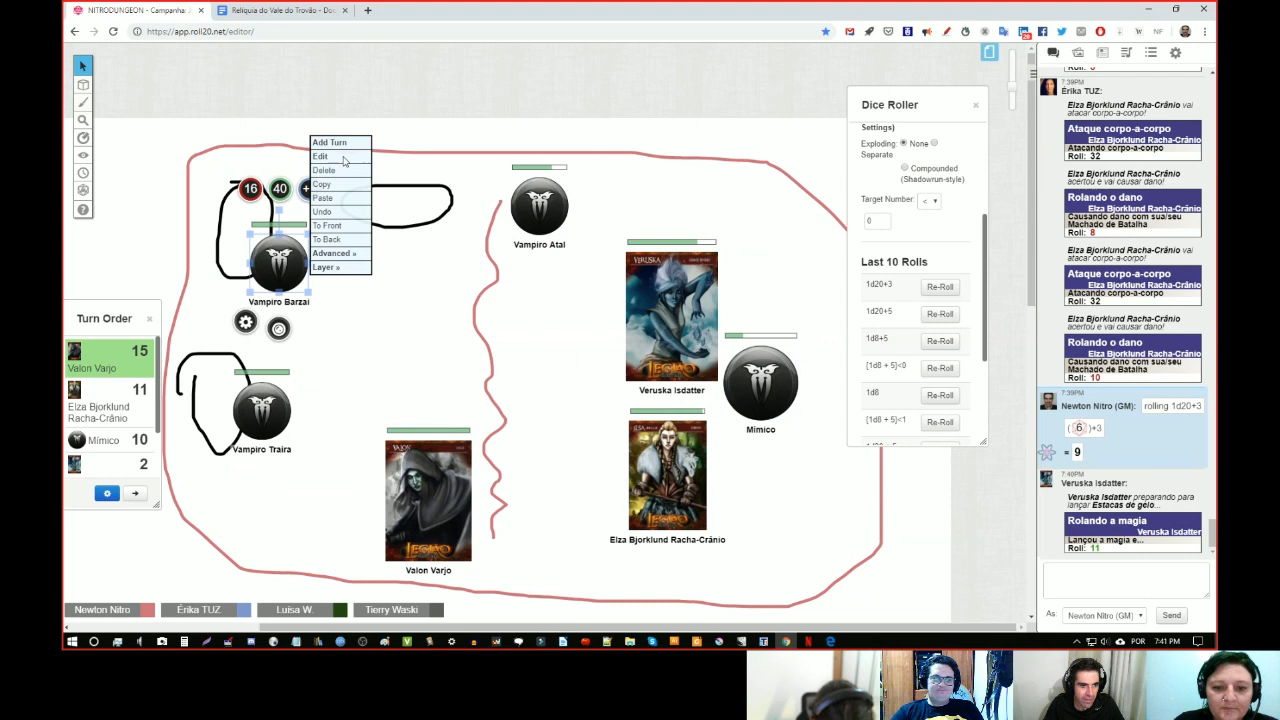 NITRODUNGEON - Campanha: J
Relíquia do Vale do Trovão - Doc
https://app.roll20.net/editor/
Add Turn
Edit
Delete
Copy
Paste
Undo
To Front
To Back
Advanced »
Layer »
16
40
Vampiro Barzai
Vampiro Atal
Vampiro Traira
VERUSKA
LEGIÃO
Veruska Isdatter
Mímico
ELSA
LEGIÃO
Elza Bjorklund Racha-Crânio
VALON
LEGIÃO
Valon Varjo
Turn Order
15
Valon Varjo
11
Elza Bjorklund
Racha-Crânio
Mímico
10
2
Newton Nitro
Érika TUZ
Luísa W.
Tierry Waski
Dice Roller
Settings)
Exploding: None
Separate
Compounded
(Shadowrun-style)
Target Number: <
0
Last 10 Rolls
1d20+3 Re-Roll
1d20+5 Re-Roll
1d8+5 Re-Roll
{1d8 + 5}<0 Re-Roll
1d8 Re-Roll
{1d8 + 5}<1 Re-Roll
7:39PM
Érika TUZ:
Elza Bjorklund Racha-Crânio vai
atacar corpo-a-corpo!
Ataque corpo-a-corpo
Elza Bjorklund Racha-Crânio
Atacando corpo-a-corpo
Roll: 32
Elza Bjorklund Racha-Crânio
acertou e vai causar dano!
Rolando o dano
Elza Bjorklund Racha-Crânio
Causando dano com sua/seu
Machado de Batalha
Roll: 8
Elza Bjorklund Racha-Crânio vai
atacar corpo-a-corpo!
Ataque corpo-a-corpo
Elza Bjorklund Racha-Crânio
Atacando corpo-a-corpo
Roll: 32
Elza Bjorklund Racha-Crânio
acertou e vai causar dano!
Rolando o dano
Elza Bjorklund Racha-Crânio
Causando dano com sua/seu
Machado de Batalha
Roll: 10
7:39PM
Newton Nitro (GM): rolling 1d20+3
(6)+3
= 9
7:40PM
Veruska Isdatter:
Veruska Isdatter preparando para
lançar Estacas de gelo...
Rolando a magia
Veruska Isdatter
Lançou a magia e...
Roll: 11
As: Newton Nitro (GM) Send
POR 7:41 PM